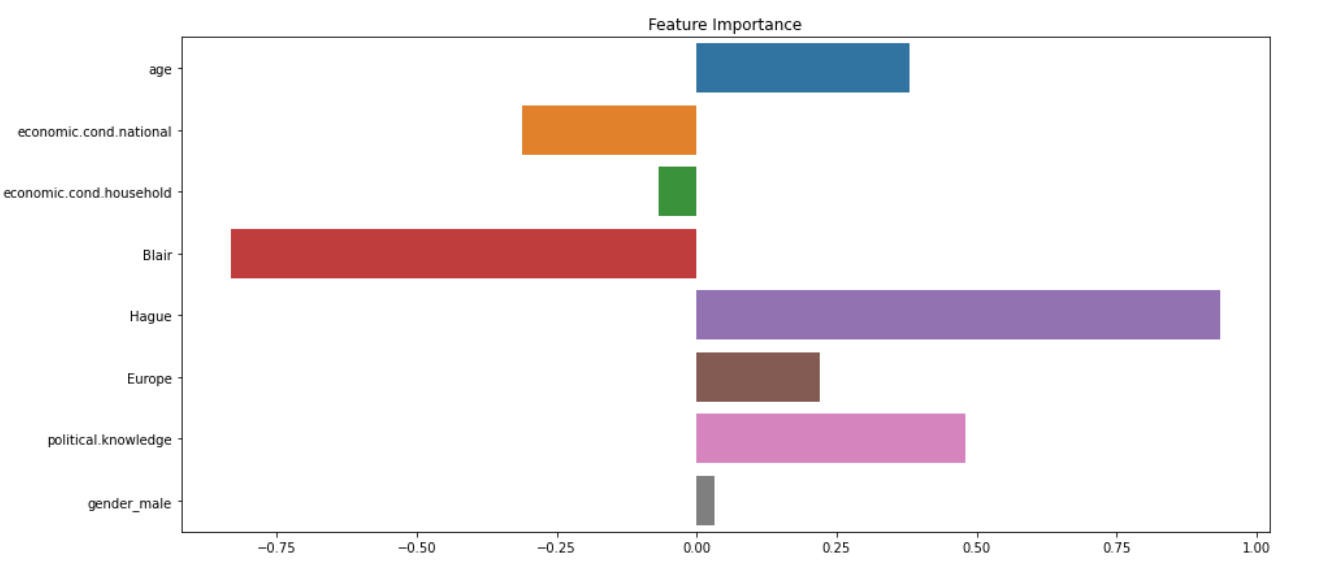 Feature Importance
age
economic.cond.national
economic.cond.household
Blair
Hague
Europe
political.knowledge
gender_male
−0.75 −0.50 −0.25 0.00 0.25 0.50 0.75 1.00